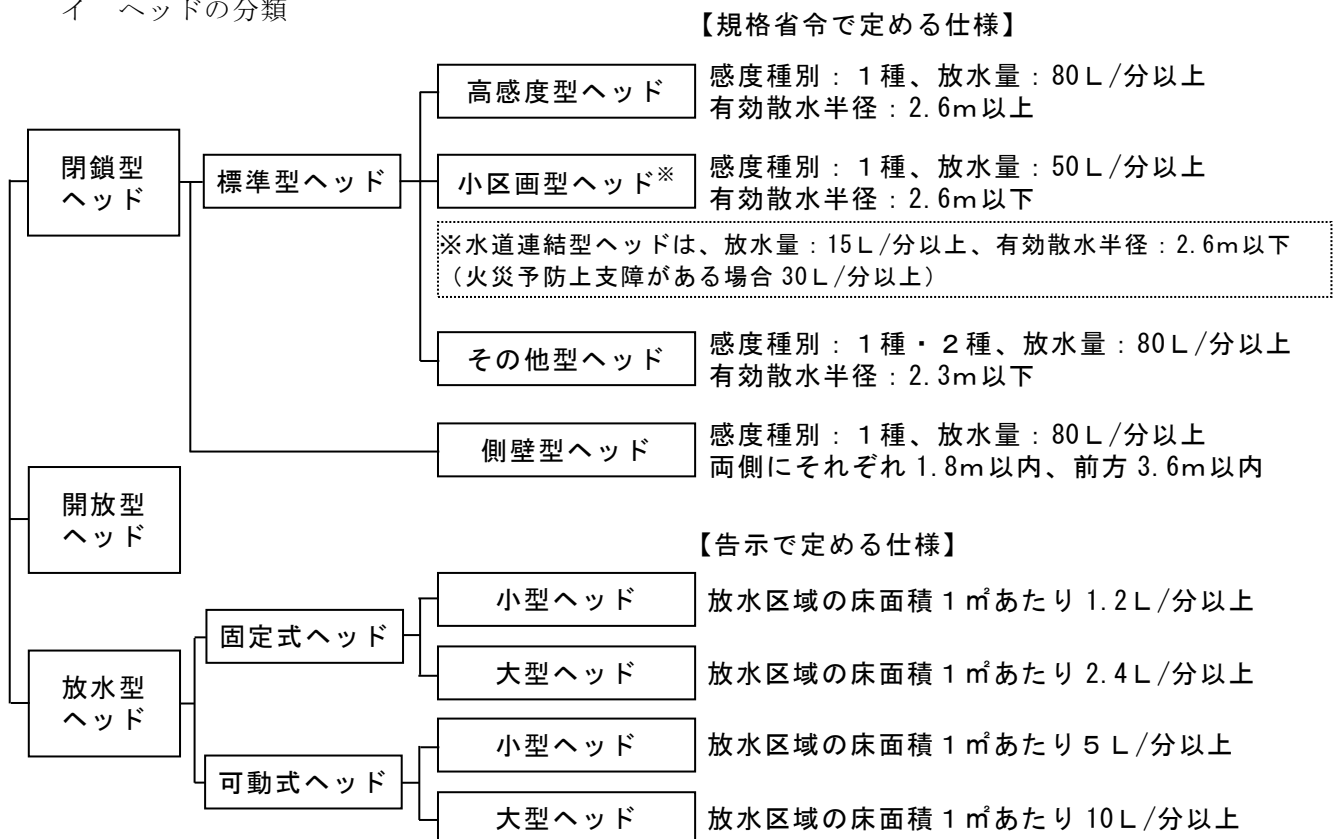 イ　ヘッドの分類
【規格省令で定める仕様】
高感度型ヘッド
感度種別：１種、放水量：80Ｌ/分以上
有効散水半径：2.6ｍ以上
閉鎖型
ヘッド
標準型ヘッド
小区画型ヘッド※
感度種別：１種、放水量：50Ｌ/分以上
有効散水半径：2.6ｍ以下
※水道連結型ヘッドは、放水量：15Ｌ/分以上、有効散水半径：2.6ｍ以下
（火災予防上支障がある場合 30Ｌ/分以上）
その他型ヘッド
感度種別：１種・２種、放水量：80Ｌ/分以上
有効散水半径：2.3ｍ以下
側壁型ヘッド
感度種別：１種、放水量：80Ｌ/分以上
両側にそれぞれ 1.8ｍ以内、前方 3.6ｍ以内
開放型
ヘッド
【告示で定める仕様】
放水型
ヘッド
固定式ヘッド
小型ヘッド
放水区域の床面積１㎡あたり 1.2Ｌ/分以上
大型ヘッド
放水区域の床面積１㎡あたり 2.4Ｌ/分以上
可動式ヘッド
小型ヘッド
放水区域の床面積１㎡あたり５Ｌ/分以上
大型ヘッド
放水区域の床面積１㎡あたり 10Ｌ/分以上